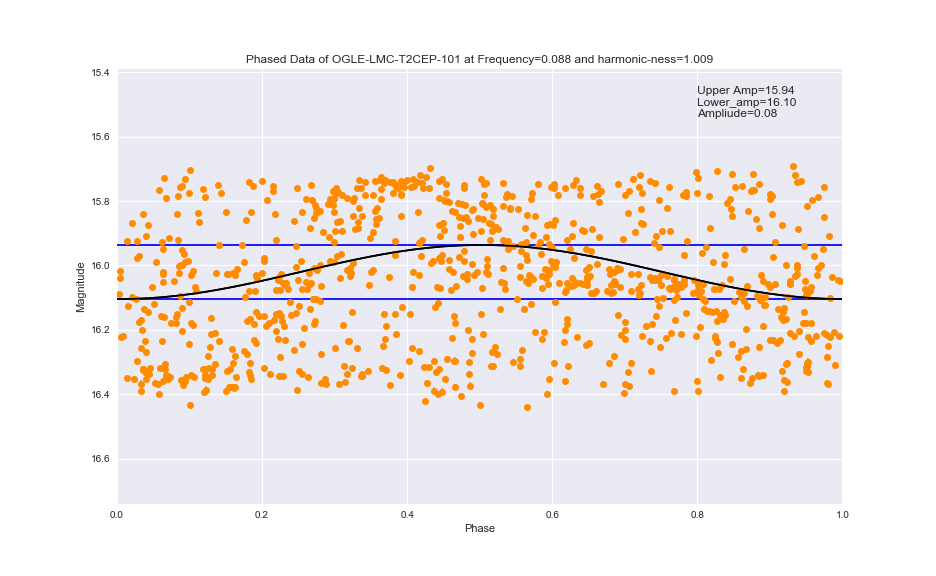 Phased Data of OGLE-LMC-T2CEP-101 at Frequency=0.088 and harmonic-ness=1.009
15.4
Upper Amp=15.94
Lower_amp=16.10
Ampliude=0.08
15.6
15.8
16.0
Magnitude
16.2
16.4
16.6
0.0 0.2 0.4 0.6 0.8 1.0
Phase